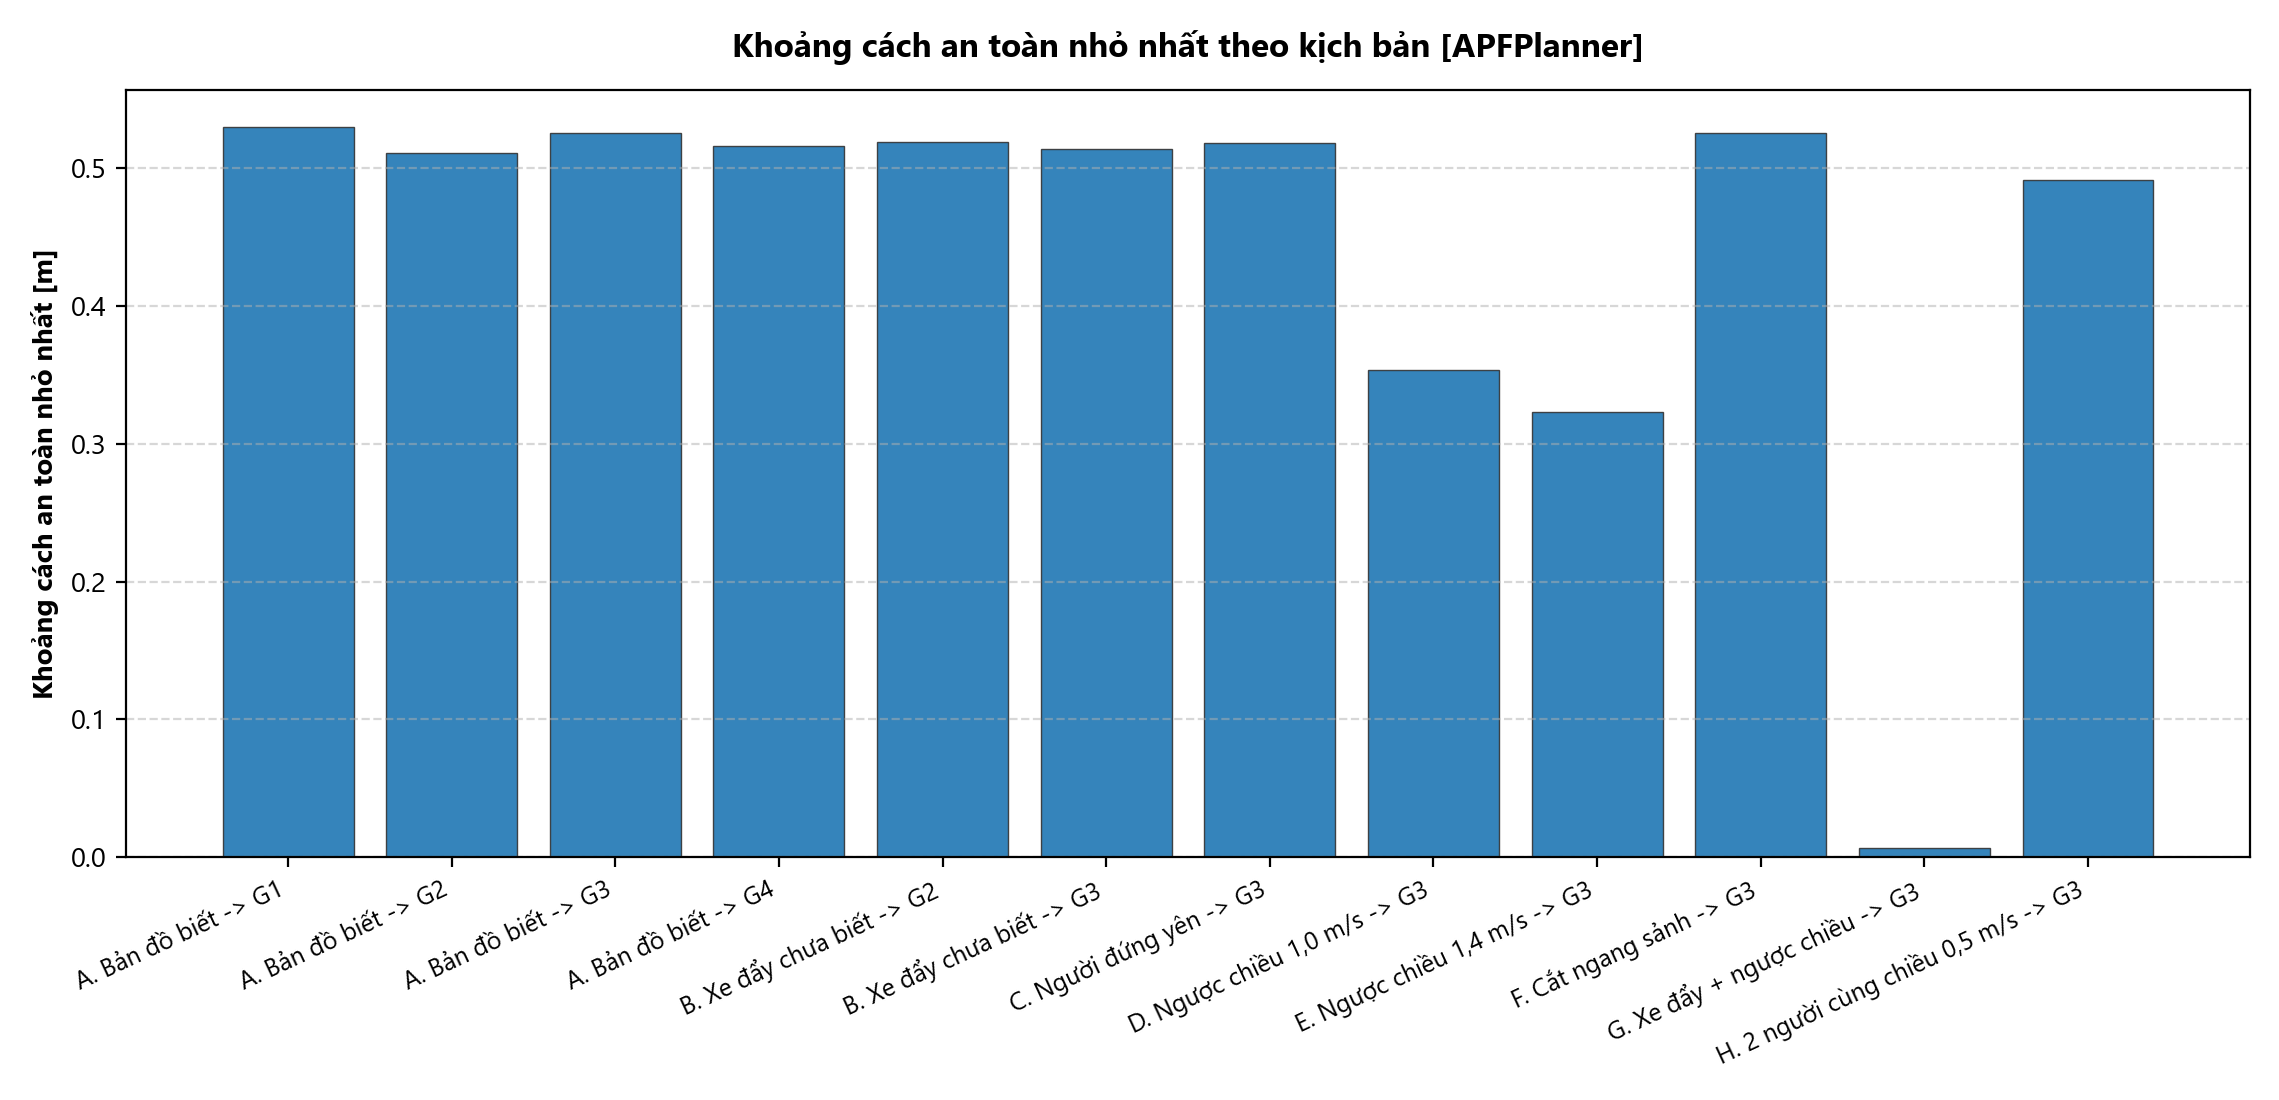 Khoảng cách an toàn nhỏ nhất theo kịch bản [APFPlanner]
Khoảng cách an toàn nhỏ nhất [m]
0.5
0.4
0.3
0.2
0.1
0.0
A. Bản đồ biết -> G1
A. Bản đồ biết -> G2
A. Bản đồ biết -> G3
A. Bản đồ biết -> G4
B. Xe đẩy chưa biết -> G2
B. Xe đẩy chưa biết -> G3
C. Người đứng yên -> G3
D. Ngược chiều 1,0 m/s -> G3
E. Ngược chiều 1,4 m/s -> G3
F. Cắt ngang sảnh -> G3
G. Xe đẩy + ngược chiều -> G3
H. 2 người cùng chiều 0,5 m/s -> G3